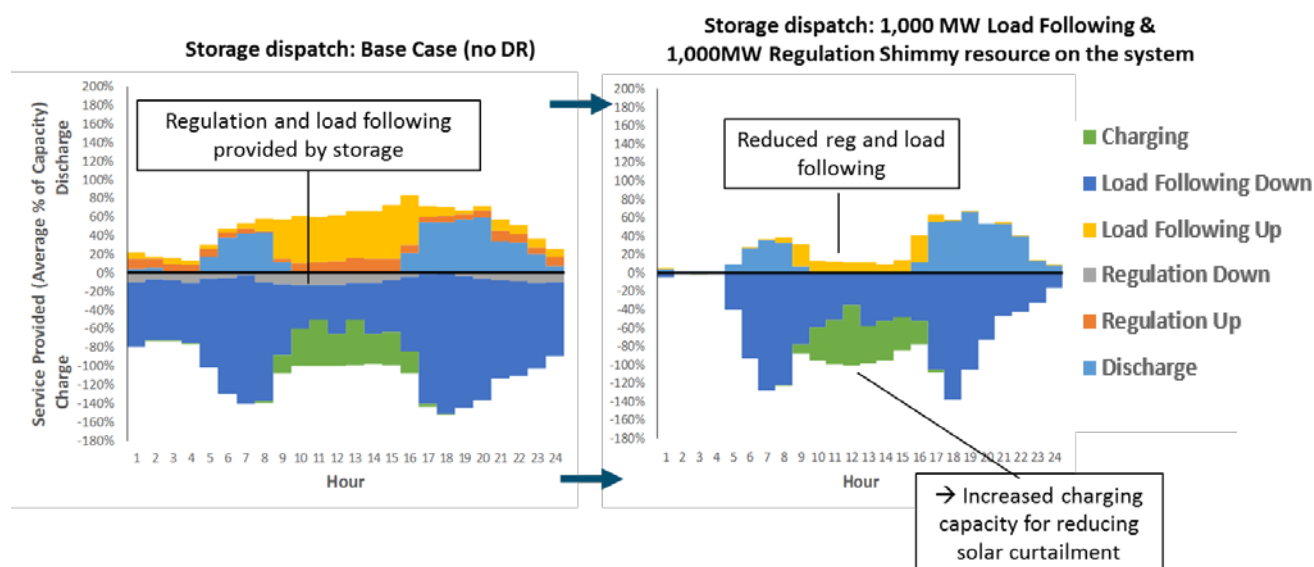 Storage dispatch: Base Case (no DR)
Storage dispatch: 1,000 MW Load Following &
1,000MW Regulation Shimmy resource on the system
Service Provided (Average % of Capacity)
Charge Discharge
200%
180%
160%
140%
120%
100%
80%
60%
40%
20%
0%
-20%
-40%
-60%
-80%
-100%
-120%
-140%
-160%
-180%
Regulation and load following
provided by storage
1 2 3 4 5 6 7 8 9 10 11 12 13 14 15 16 17 18 19 20 21 22 23 24
Hour
200%
180%
160%
140%
120%
100%
80%
60%
40%
20%
0%
-20%
-40%
-60%
-80%
-100%
-120%
-140%
-160%
-180%
Reduced reg and load
following
1 2 3 4 5 6 7 8 9 10 11 12 13 14 15 16 17 18 19 20 21 22 23 24
Hour
→ Increased charging
capacity for reducing
solar curtailment
Charging
Load Following Down
Load Following Up
Regulation Down
Regulation Up
Discharge